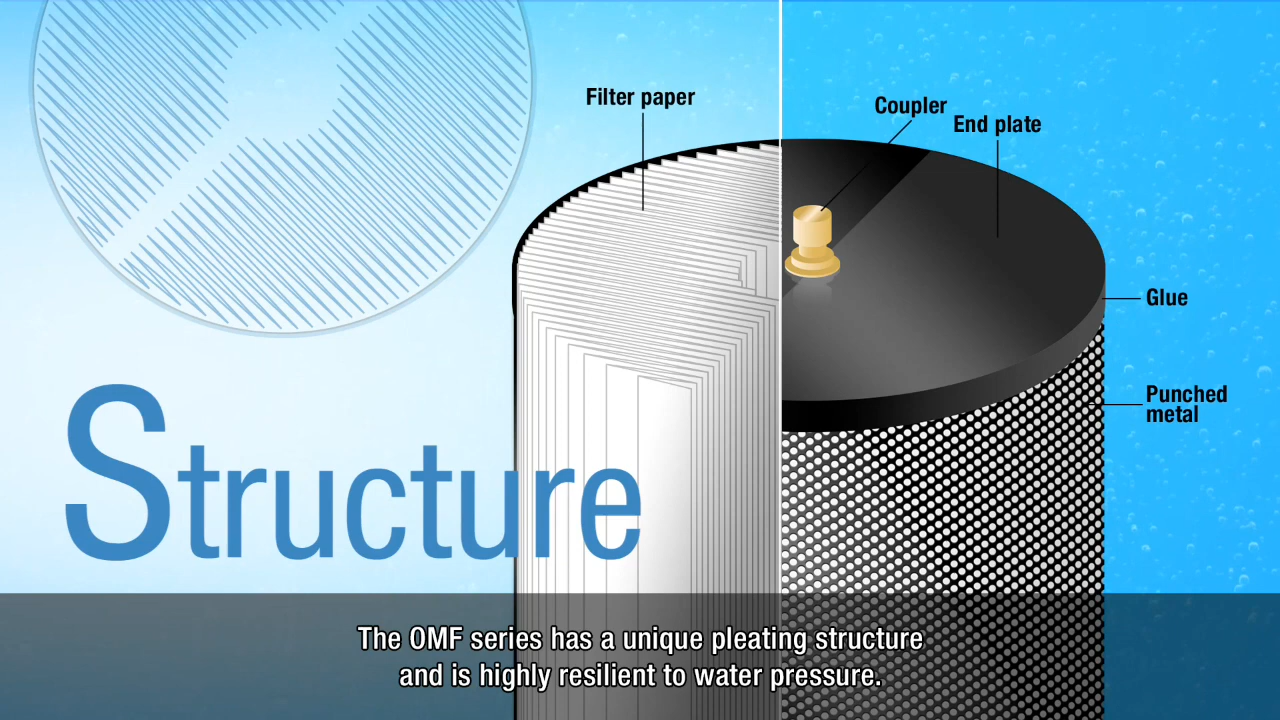 Filter paper
Coupler
End plate
Glue
Punched
metal
Structure
The OMF series has a unique pleating structure
and is highly resilient to water pressure.